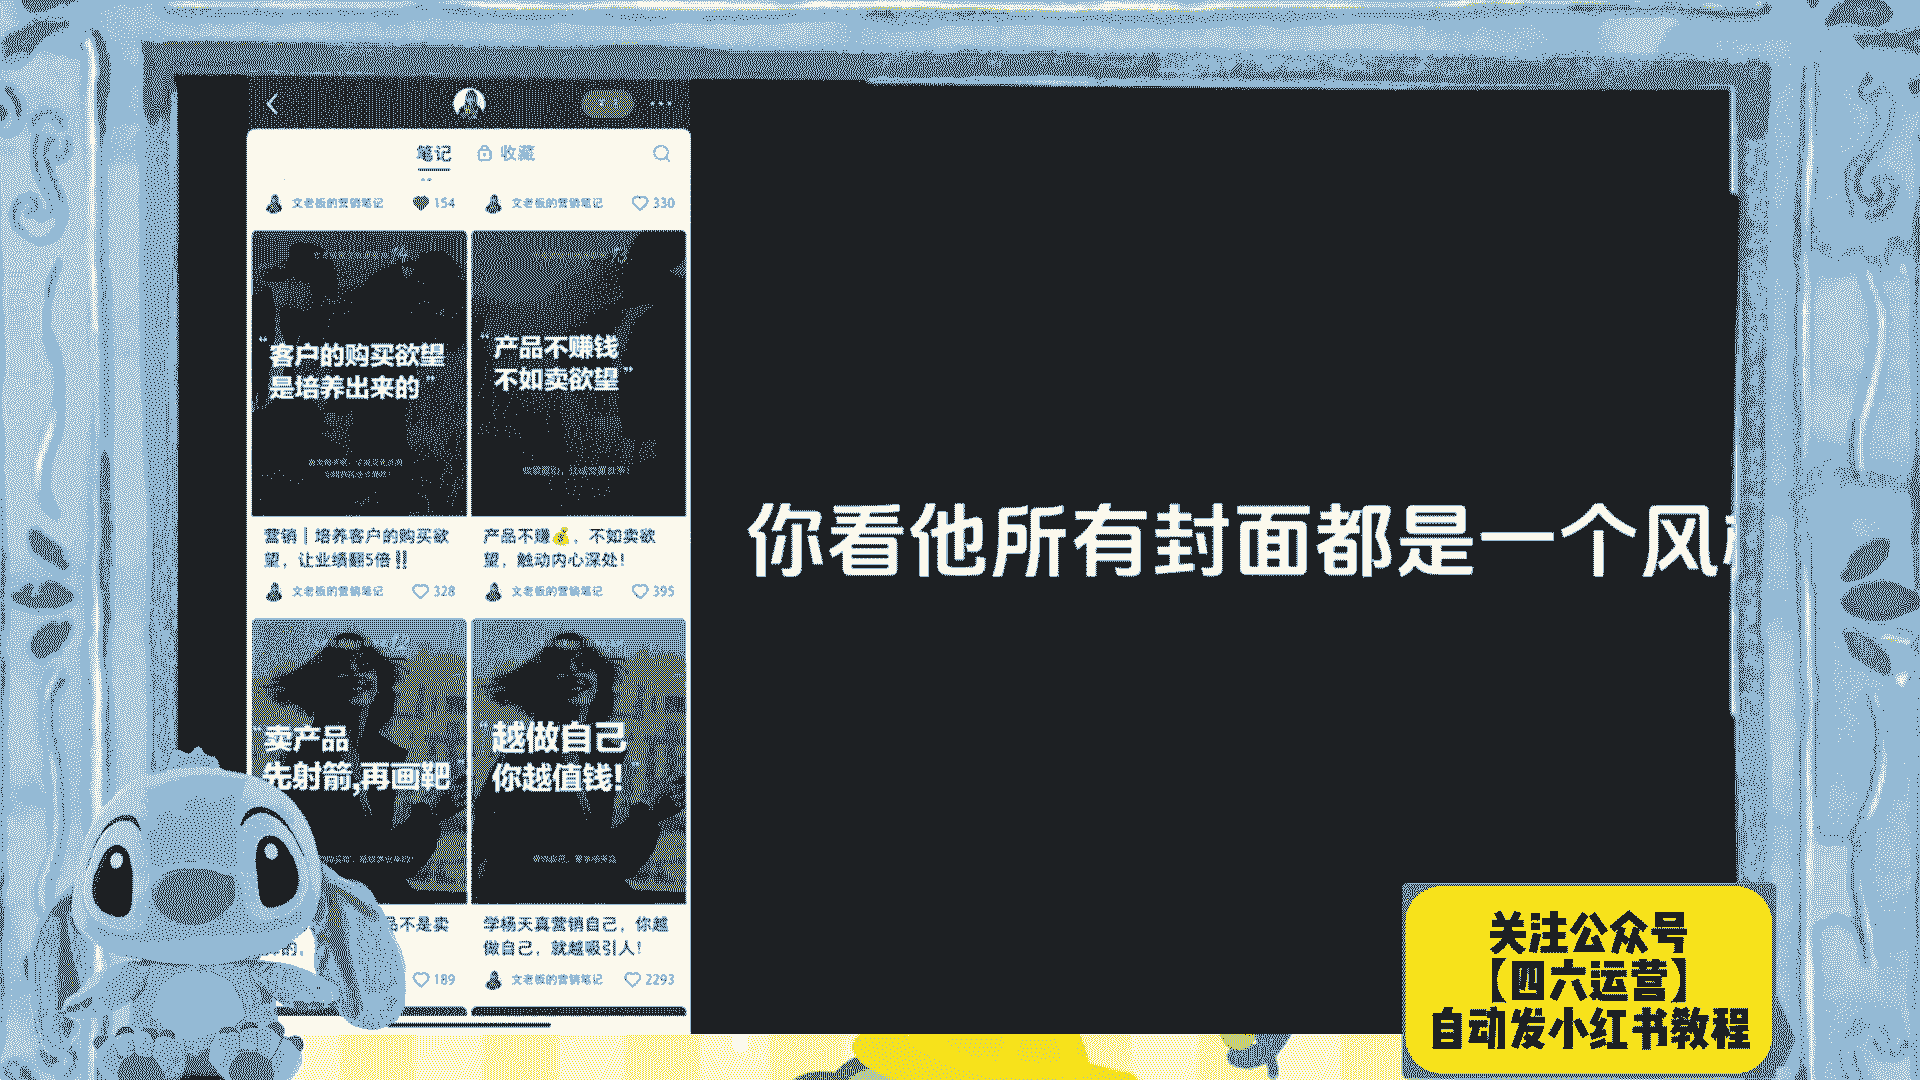 笔记
收藏
文老板的营销笔记
154
文老板的营销笔记
330
“客户的购买欲望
是培养出来的”
“产品不赚钱
不如卖欲望”
营销｜培养客户的购买欲
望，让业绩翻5倍‼️
文老板的营销笔记
328
产品不赚💰，不如卖欲
望，触动内心深处！
文老板的营销笔记
395
“卖产品
先射箭,再画靶”
“越做自己
你越值钱!”
品不是卖
的，
189
学杨天真营销自己，你越
做自己，就越吸引人！
文老板的营销笔记
2293
你看他所有封面都是一个风
关注公众号
【四六运营】
自动发小红书教程